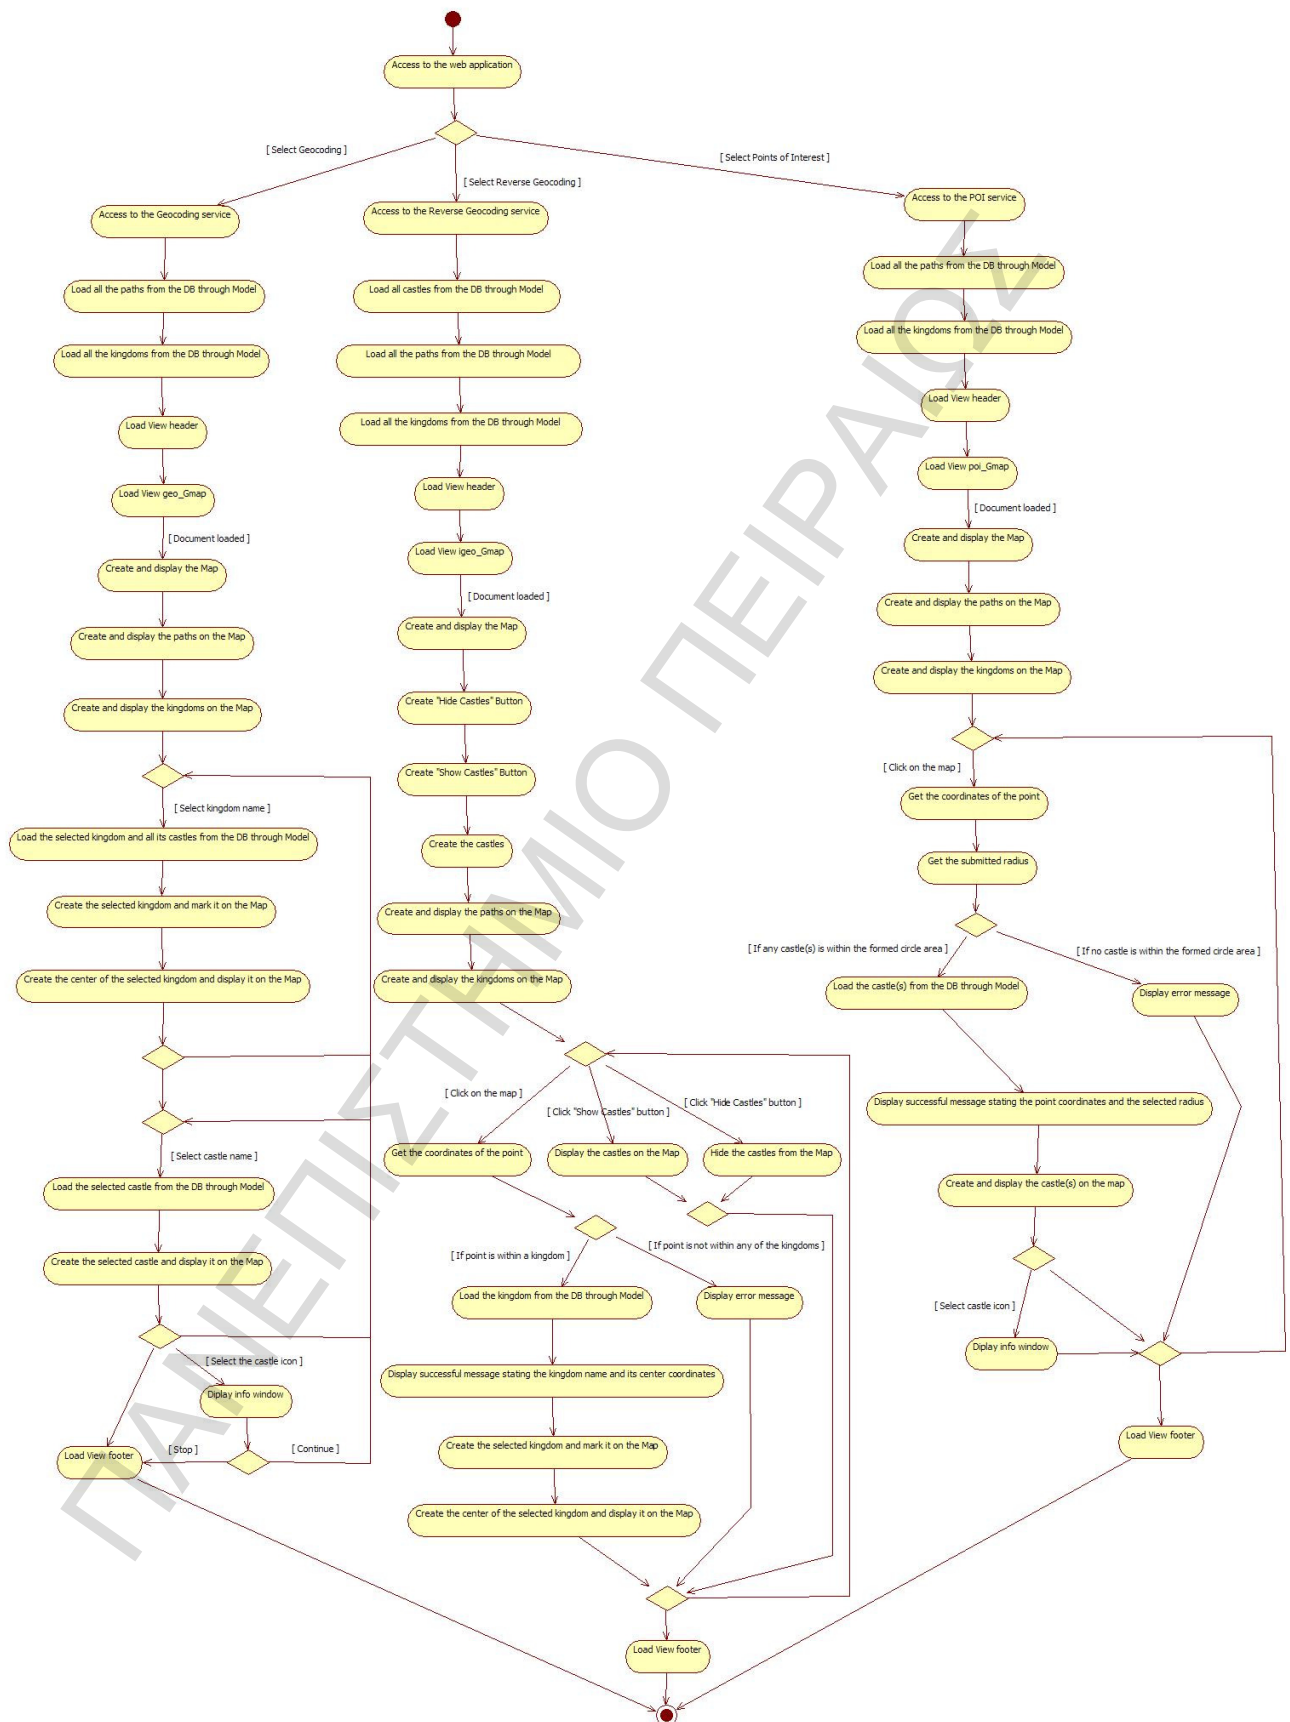 Access to the web application
[ Select Geocoding ]
[ Select Reverse Geocoding ]
[ Select Points of Interest ]
Access to the Geocoding service
Load all the paths from the DB through Model
Load all the kingdoms from the DB through Model
Load View header
Load View geo_Gmap
[ Document loaded ]
Create and display the Map
Create and display the paths on the Map
Create and display the kingdoms on the Map
[ Select kingdom name ]
Load the selected kingdom and all its castles from the DB through Model
Create the selected kingdom and mark it on the Map
Create the center of the selected kingdom and display it on the Map
[ Select castle name ]
Load the selected castle from the DB through Model
Create the selected castle and display it on the Map
[ Select the castle icon ]
Diplay info window
[ Stop ]
[ Continue ]
Load View footer
Access to the Reverse Geocoding service
Load all castles from the DB through Model
Load all the paths from the DB through Model
Load all the kingdoms from the DB through Model
Load View header
Load View igeo_Gmap
[ Document loaded ]
Create and display the Map
Create "Hide Castles" Button
Create "Show Castles" Button
Create the castles
Create and display the paths on the Map
Create and display the kingdoms on the Map
[ Click on the map ]
[ Click "Show Castles" button ]
[ Click "Hide Castles" button ]
Get the coordinates of the point
Display the castles on the Map
Hide the castles from the Map
[ If point is within a kingdom ]
[ If point is not within any of the kingdoms ]
Load the kingdom from the DB through Model
Display error message
Display successful message stating the kingdom name and its center coordinates
Create the selected kingdom and mark it on the Map
Create the center of the selected kingdom and display it on the Map
Load View footer
Access to the POI service
Load all the paths from the DB through Model
Load all the kingdoms from the DB through Model
Load View header
Load View poi_Gmap
[ Document loaded ]
Create and display the Map
Create and display the paths on the Map
Create and display the kingdoms on the Map
[ Click on the map ]
Get the coordinates of the point
Get the submitted radius
[ If any castle(s) is within the formed circle area ]
[ If no castle is within the formed circle area ]
Load the castle(s) from the DB through Model
Display error message
Display successful message stating the point coordinates and the selected radius
Create and display the castle(s) on the map
[ Select castle icon ]
Diplay info window
Load View footer
ΠΑΝΕΠΙΣΤΗΜΙΟ ΠΕΙΡΑΙΩΣ